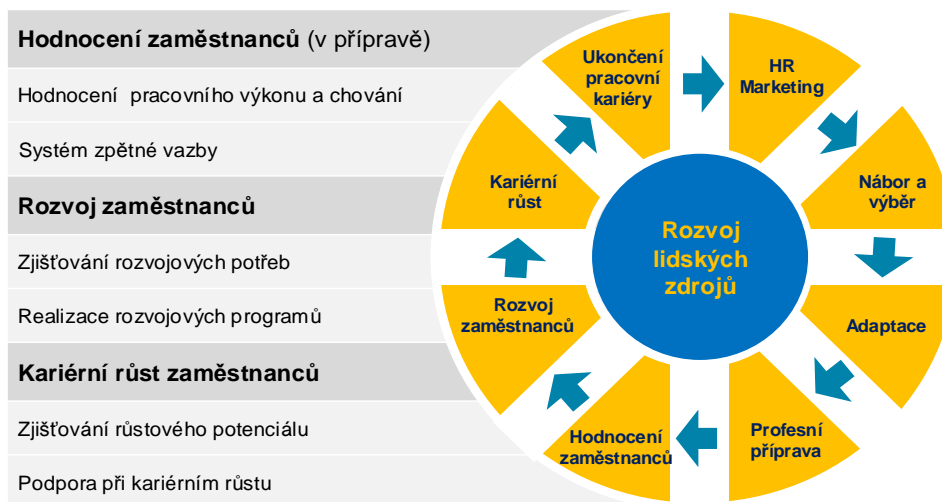 Hodnocení zaměstnanců (v přípravě)
Hodnocení pracovního výkonu a chování
Systém zpětné vazby
Rozvoj zaměstnanců
Zjišťování rozvojových potřeb
Realizace rozvojových programů
Kariérní růst zaměstnanců
Zjišťování růstového potenciálu
Podpora při kariérním růstu
Ukončení
pracovní
kariéry
HR
Marketing
Nábor a
výběr
Adaptace
Profesní
příprava
Hodnocení
zaměstnanců
Rozvoj
zaměstnanců
Kariérní
růst
Rozvoj
lidských
zdrojů